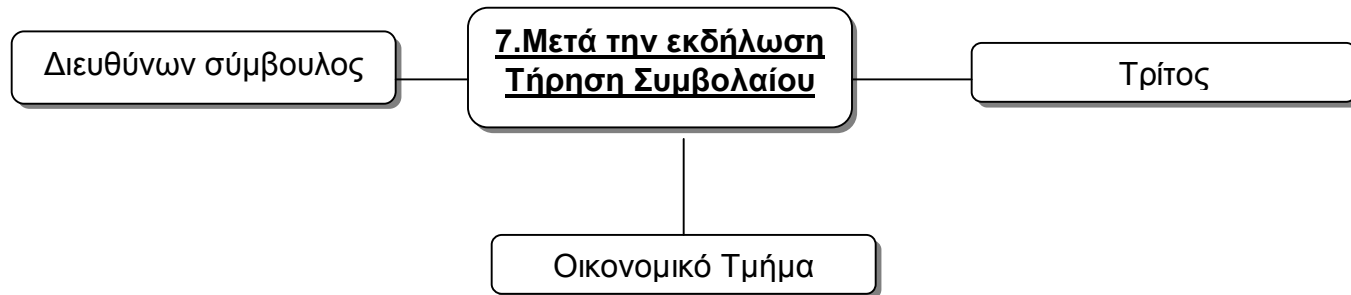 7.Μετά την εκδήλωση
Τήρηση Συμβολαίου
Διευθύνων σύμβουλος
Τρίτος
Οικονομικό Τμήμα